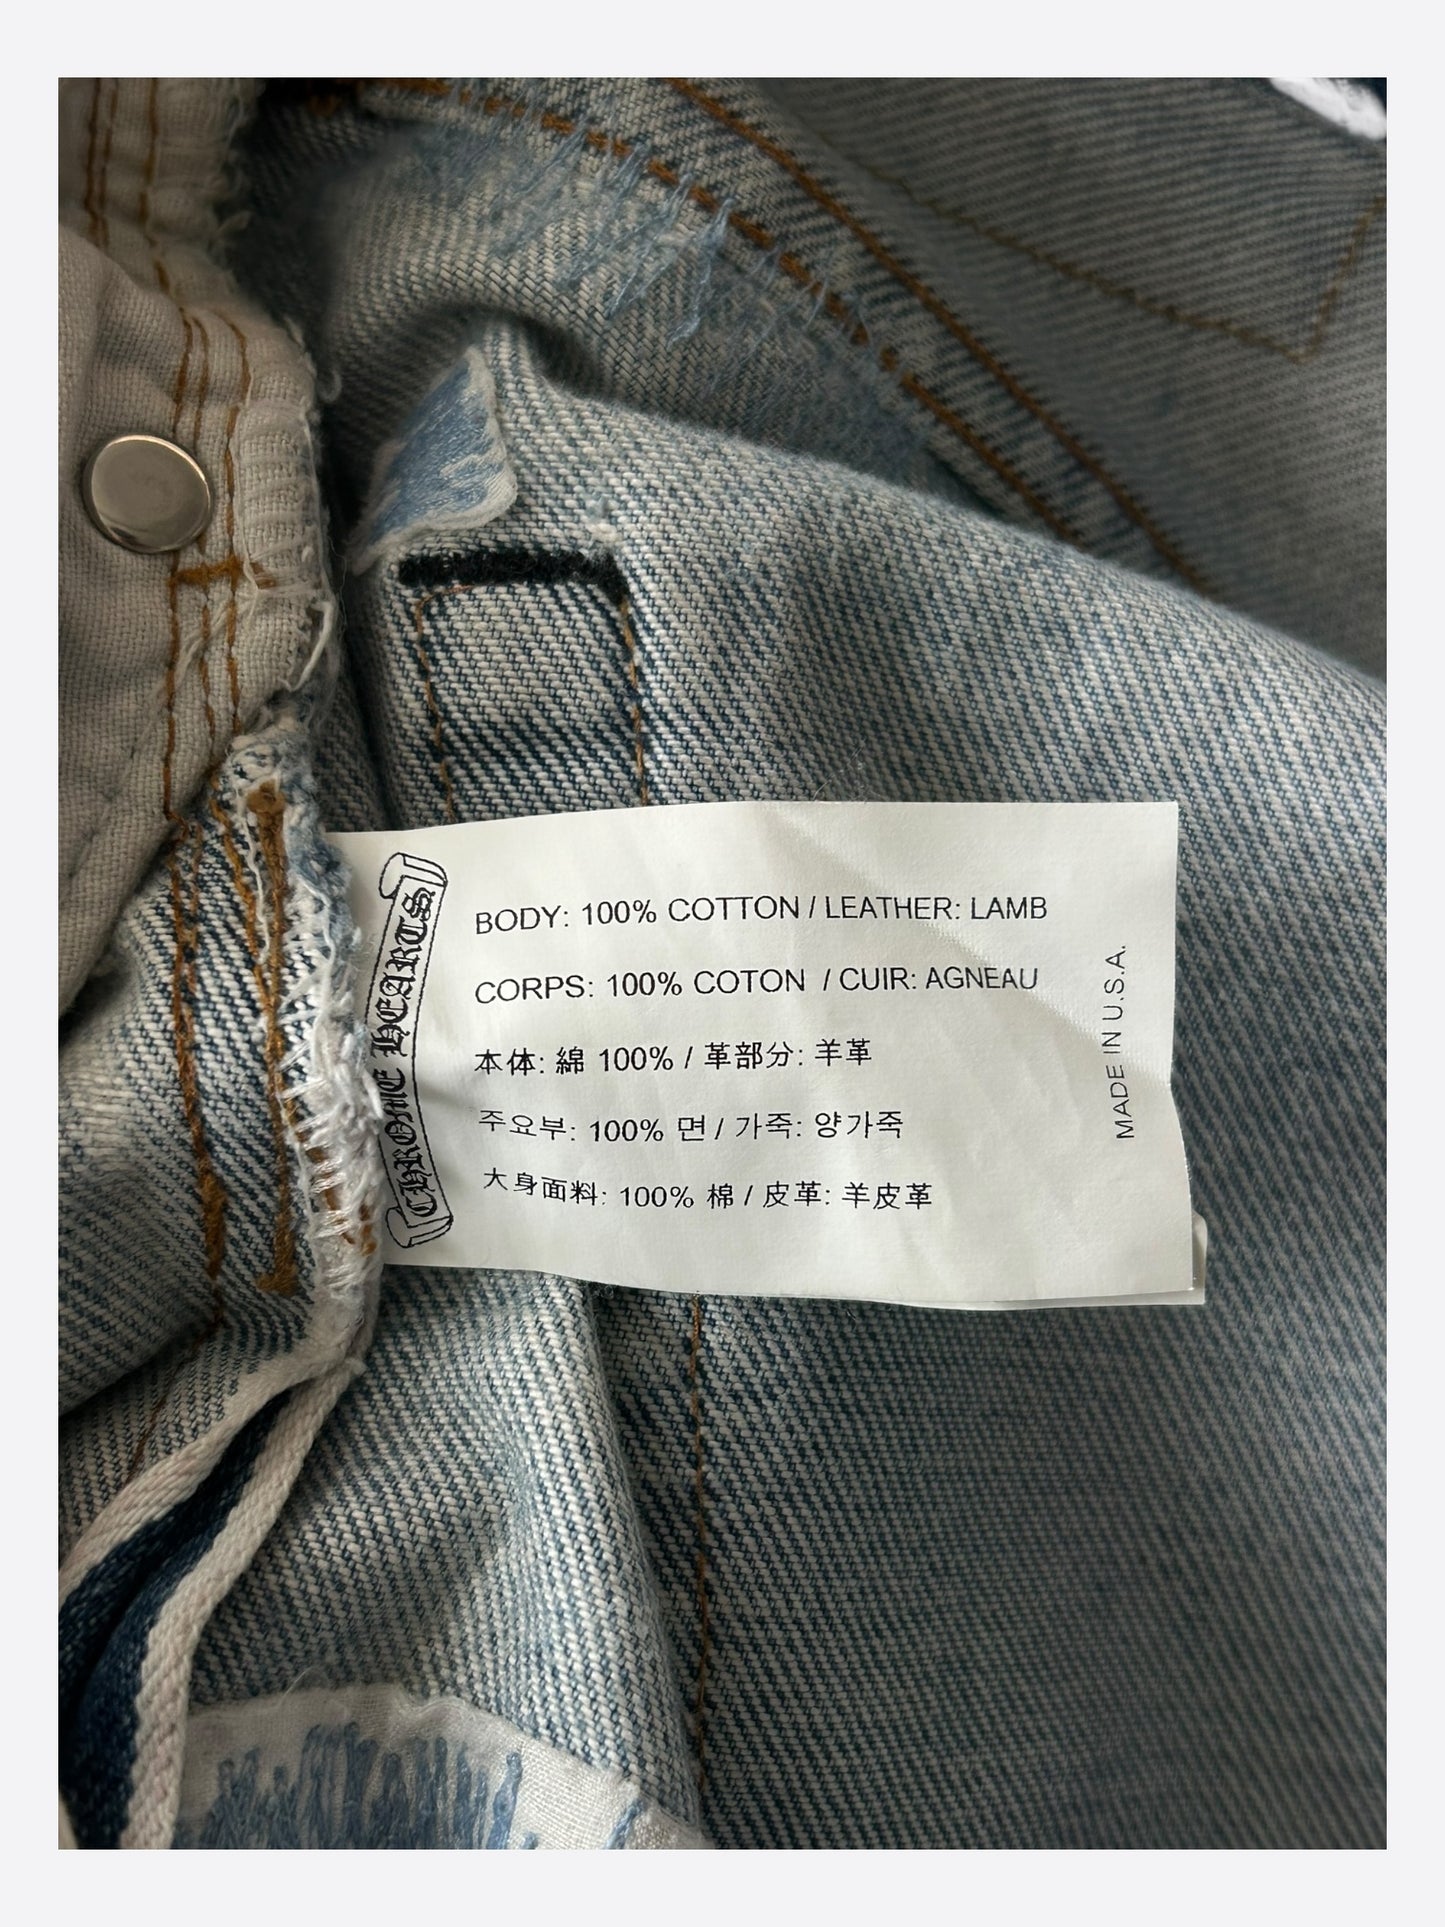 CHROME HEARTS
BODY: 100% COTTON / LEATHER: LAMB
CORPS: 100% COTON / CUIR: AGNEAU
本体: 綿 100% / 革部分: 羊革
주요부: 100% 면 / 가죽: 양가죽
大身面料: 100% 棉 / 皮革: 羊皮革
MADE IN U.S.A.